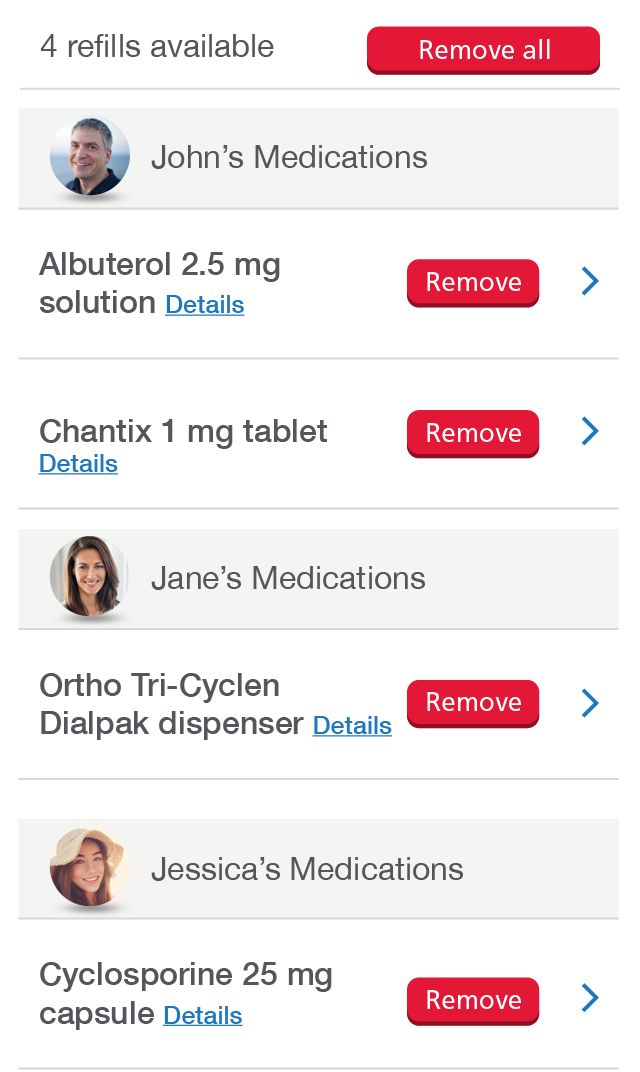 4 refills available
Remove all
John’s Medications
Albuterol 2.5 mg
solution Details
Remove
Chantix 1 mg tablet
Details
Remove
Jane’s Medications
Ortho Tri-Cyclen
Dialpak dispenser Details
Remove
Jessica’s Medications
Cyclosporine 25 mg
capsule Details
Remove